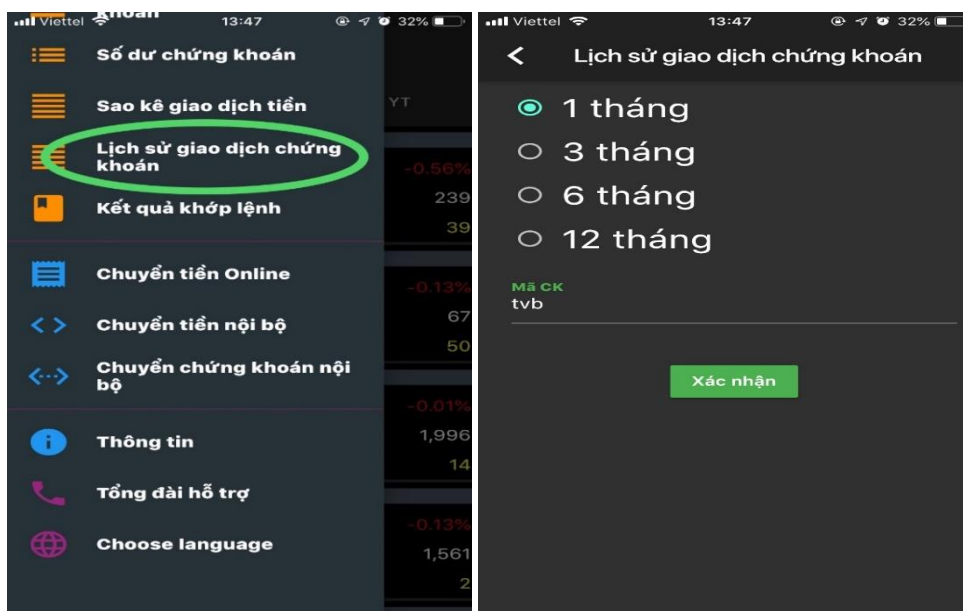 Viettel
13:47
32%
khoán
Số dư chứng khoán
Sao kê giao dịch tiền
Lịch sử giao dịch chứng
khoán
Kết quả khớp lệnh
Chuyển tiền Online
Chuyển tiền nội bộ
Chuyển chứng khoán nội
bộ
Thông tin
Tổng đài hỗ trợ
Choose language
YT
-0.56%
239
39
-0.13%
67
50
-0.01%
1,996
14
-0.13%
1,561
2
Viettel
13:47
32%
Lịch sử giao dịch chứng khoán
1 tháng
3 tháng
6 tháng
12 tháng
Mã CK
tvb
Xác nhận